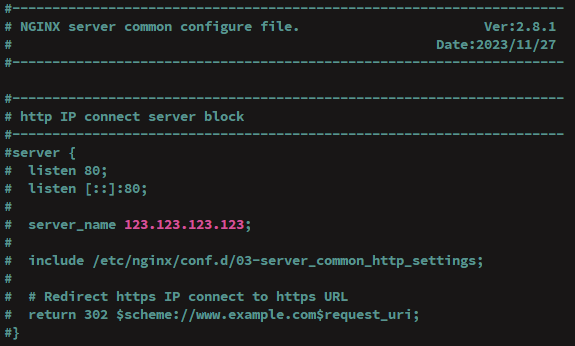 #---------------------------------------------------------------------
# NGINX server common configure file.                       Ver:2.8.1
#                                                     Date:2023/11/27
#---------------------------------------------------------------------
#---------------------------------------------------------------------
# http IP connect server block
#---------------------------------------------------------------------
#server {
#  listen 80;
#  listen [::]:80;
#
#  server_name 123.123.123.123;
#
#  include /etc/nginx/conf.d/03-server_common_http_settings;
#
#  # Redirect https IP connect to https URL
#  return 302 $scheme://www.example.com$request_uri;
#}